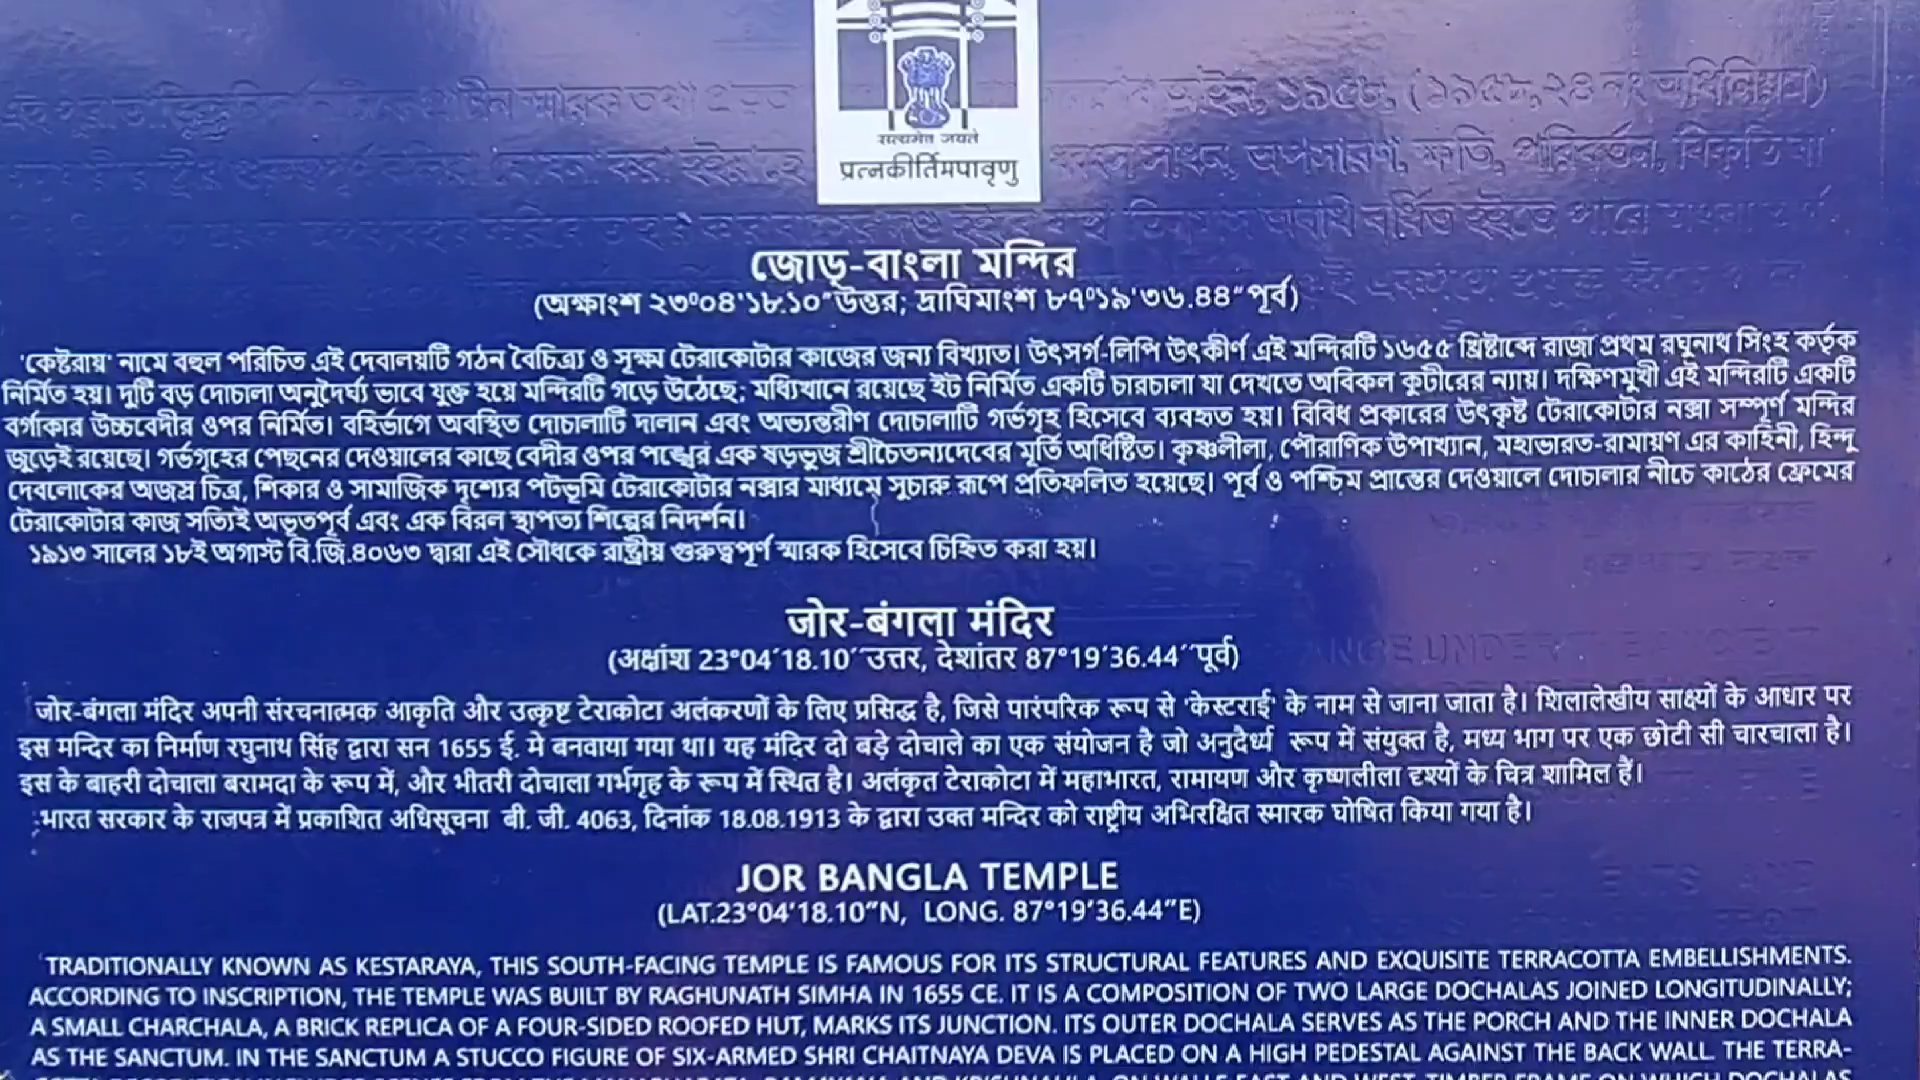 सत्यमेव जयते
प्रत्नकीर्तिमपावृणु
আইন, ১৯৫৮, (১৯৫৮,২৪ নং অধিনিয়ম)
অপসারণ, ক্ষতি, পরিবর্তন, বিকৃতি বা
জোড়-বাংলা মন্দির
(অক্ষাংশ ২৩⁰০৪'১৮.১০" উত্তর; দ্রাঘিমাংশ ৮৭⁰১৯'৩৬.৪৪" পূর্ব)
'কেষ্টরায়' নামে বহুল পরিচিত এই দেবালয়টি গঠন বৈচিত্র্য ও সূক্ষ্ম টেরাকোটার কাজের জন্য বিখ্যাত। উৎসর্গ-লিপি উৎকীর্ণ এই মন্দিরটি ১৬৫৫ খ্রিষ্টাব্দে রাজা প্রথম রঘুনাথ সিংহ কর্তৃক
নির্মিত হয়। দুটি বড় দোচালা অনুদৈর্ঘ্য ভাবে যুক্ত হয়ে মন্দিরটি গড়ে উঠেছে; মধ্যিখানে রয়েছে ইট নির্মিত একটি চারচালা যা দেখতে অবিকল কুটীরের ন্যায়। দক্ষিণমুখী এই মন্দিরটি একটি
বর্গাকার উচ্চবেদীর ওপর নির্মিত। বহির্ভাগে অবস্থিত দোচালাটি দালান এবং অভ্যন্তরীণ দোচালাটি গর্ভগৃহ হিসেবে ব্যবহৃত হয়। বিবিধ প্রকারের উৎকৃষ্ট টেরাকোটার নক্সা সম্পূর্ণ মন্দির
জুড়েই রয়েছে। গর্ভগৃহের পেছনের দেওয়ালের কাছে বেদীর ওপর পঙ্খের এক ষড়ভুজ শ্রীচৈতন্যদেবের মূর্তি অধিষ্টিত। কৃষ্ণলীলা, পৌরাণিক উপাখ্যান, মহাভারত-রামায়ণ এর কাহিনী, হিন্দু
দেবলোকের অজস্র চিত্র, শিকার ও সামাজিক দৃশ্যের পটভূমি টেরাকোটার নক্সার মাধ্যমে সুচারু রূপে প্রতিফলিত হয়েছে। পূর্ব ও পশ্চিম প্রান্তের দেওয়ালে দোচালার নীচে কাঠের ফ্রেমের
টেরাকোটার কাজ সত্যিই অভূতপূর্ব এবং এক বিরল স্থাপত্য শিল্পের নিদর্শন।
১৯১৩ সালের ১৮ই অগাস্ট বি.জি.৪০৬৩ দ্বারা এই সৌধকে রাষ্ট্রীয় গুরুত্বপূর্ণ স্মারক হিসেবে চিহ্নিত করা হয়।
जोर-बंगला मंदिर
(अक्षांश 23°04'18.10''उत्तर, देशांतर 87°19'36.44''पूर्व)
जोर-बंगला मंदिर अपनी संरचनात्मक आकृति और उत्कृष्ट टेराकोटा अलंकरणों के लिए प्रसिद्ध है, जिसे पारंपरिक रूप से 'केस्टराई' के नाम से जाना जाता है। शिलालेखीय साक्ष्यों के आधार पर
इस मन्दिर का निर्माण रघुनाथ सिंह द्वारा सन 1655 ई. मे बनवाया गया था। यह मंदिर दो बड़े दोचाले का एक संयोजन है जो अनुदैर्ध्य रूप में संयुक्त है, मध्य भाग पर एक छोटी सी चारचाला है।
इस के बाहरी दोचाला बरामदा के रूप में, और भीतरी दोचाला गर्भगृह के रूप में स्थित है। अलंकृत टेराकोटा में महाभारत, रामायण और कृष्णलीला दृश्यों के चित्र शामिल हैं।
भारत सरकार के राजपत्र में प्रकाशित अधिसूचना बी. जी. 4063, दिनांक 18.08.1913 के द्वारा उक्त मन्दिर को राष्ट्रीय अभिरक्षित स्मारक घोषित किया गया है।
JOR BANGLA TEMPLE
(LAT.23°04'18.10"N, LONG. 87°19'36.44"E)
TRADITIONALLY KNOWN AS KESTARAYA, THIS SOUTH-FACING TEMPLE IS FAMOUS FOR ITS STRUCTURAL FEATURES AND EXQUISITE TERRACOTTA EMBELLISHMENTS.
ACCORDING TO INSCRIPTION, THE TEMPLE WAS BUILT BY RAGHUNATH SIMHA IN 1655 CE. IT IS A COMPOSITION OF TWO LARGE DOCHALAS JOINED LONGITUDINALLY;
A SMALL CHARCHALA, A BRICK REPLICA OF A FOUR-SIDED ROOFED HUT, MARKS ITS JUNCTION. ITS OUTER DOCHALA SERVES AS THE PORCH AND THE INNER DOCHALA
AS THE SANCTUM. IN THE SANCTUM A STUCCO FIGURE OF SIX-ARMED SHRI CHAITNAYA DEVA IS PLACED ON A HIGH PEDESTAL AGAINST THE BACK WALL. THE TERRA-